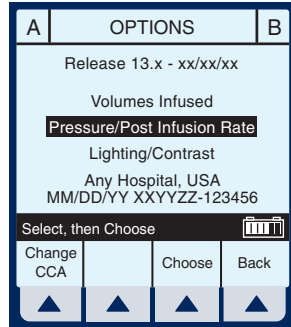 A OPTIONS B
Release 13.x - xx/xx/xx
Volumes Infused
Pressure/Post Infusion Rate
Lighting/Contrast
Any Hospital, USA
MM/DD/YY XXYYZZ-123456
Select, then Choose
Change CCA Choose Back